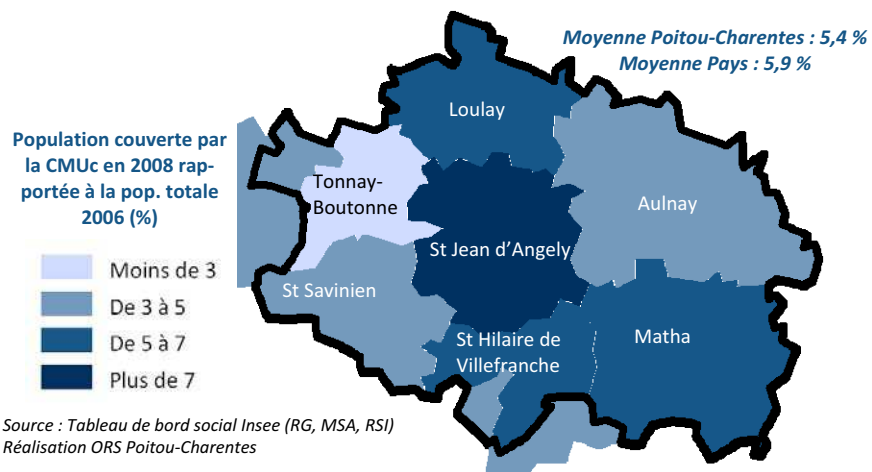 Moyenne Poitou-Charentes : 5,4 %
Moyenne Pays : 5,9 %
Population couverte par
la CMUc en 2008 rap-
portée à la pop. totale
2006 (%)
Moins de 3
De 3 à 5
De 5 à 7
Plus de 7
Loulay
Tonnay-
Boutonne
Aulnay
St Jean d’Angely
St Savinien
St Hilaire de
Villefranche
Matha
Source : Tableau de bord social Insee (RG, MSA, RSI)
Réalisation ORS Poitou-Charentes